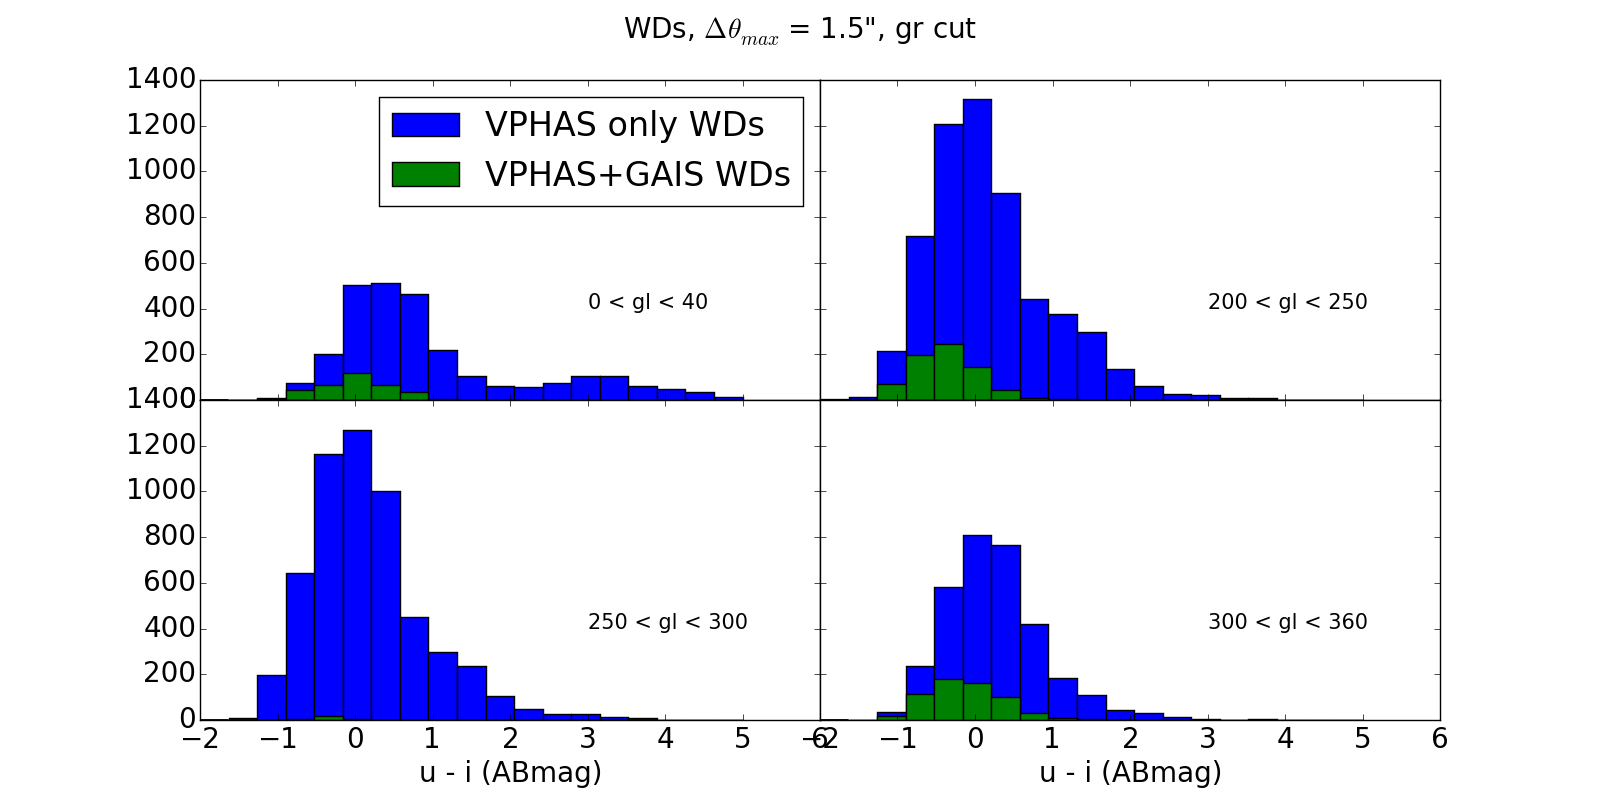 WDs, Δθmax = 1.5", gr cut
1400
1200
1000
800
600
400
200
VPHAS only WDs
VPHAS+GAIS WDs
0 < gl < 40
200 < gl < 250
1400
1200
1000
800
600
400
200
0
250 < gl < 300
300 < gl < 360
−2 −1 0 1 2 3 4 5 6
−2 −1 0 1 2 3 4 5 6
u - i (ABmag)
u - i (ABmag)